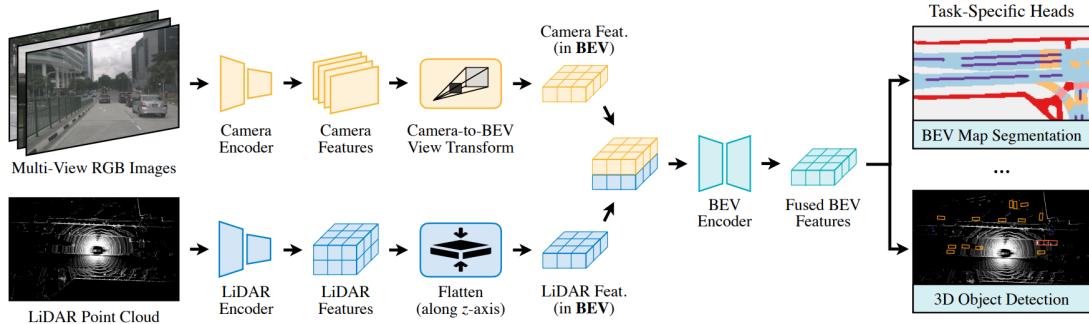 Multi-View RGB Images
Camera
Encoder
Camera
Features
Camera-to-BEV
View Transform
Camera Feat.
(in BEV)
LiDAR Point Cloud
LiDAR
Encoder
LiDAR
Features
Flatten
(along z-axis)
LiDAR Feat.
(in BEV)
BEV
Encoder
Fused BEV
Features
Task-Specific Heads
BEV Map Segmentation
...
3D Object Detection